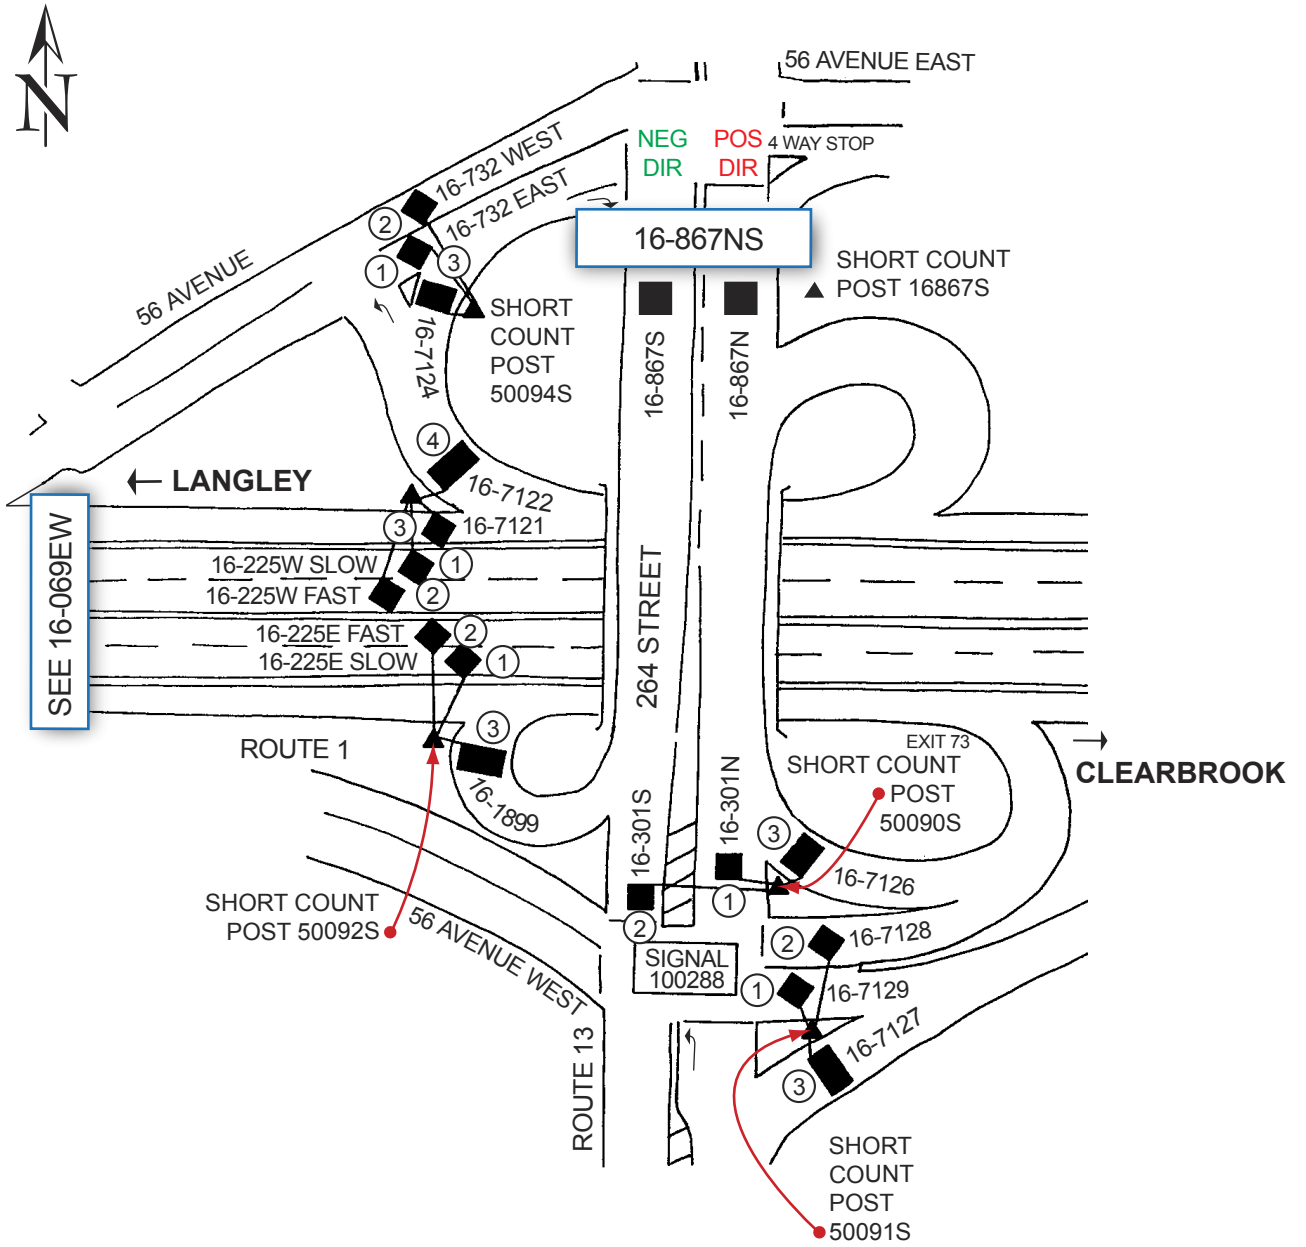 N
56 AVENUE EAST
NEG
DIR
POS
DIR
4 WAY STOP
16-732 WEST
16-732 EAST
2
1
3
16-867NS
56 AVENUE
SHORT COUNT
POST 16867S
SHORT
COUNT
POST
50094S
16-7124
16-867S
16-867N
4
← LANGLEY
16-7122
3
16-7121
SEE 16-069EW
16-225W SLOW
1
16-225W FAST
2
16-225E FAST
2
16-225E SLOW
1
264 STREET
ROUTE 1
3
16-1899
EXIT 73
→
CLEARBROOK
SHORT COUNT
POST
50090S
16-301S
16-301N
3
16-7126
1
2
SHORT COUNT
POST 50092S
56 AVENUE WEST
SIGNAL
100288
2
16-7128
1
16-7129
16-7127
3
ROUTE 13
SHORT
COUNT
POST
50091S